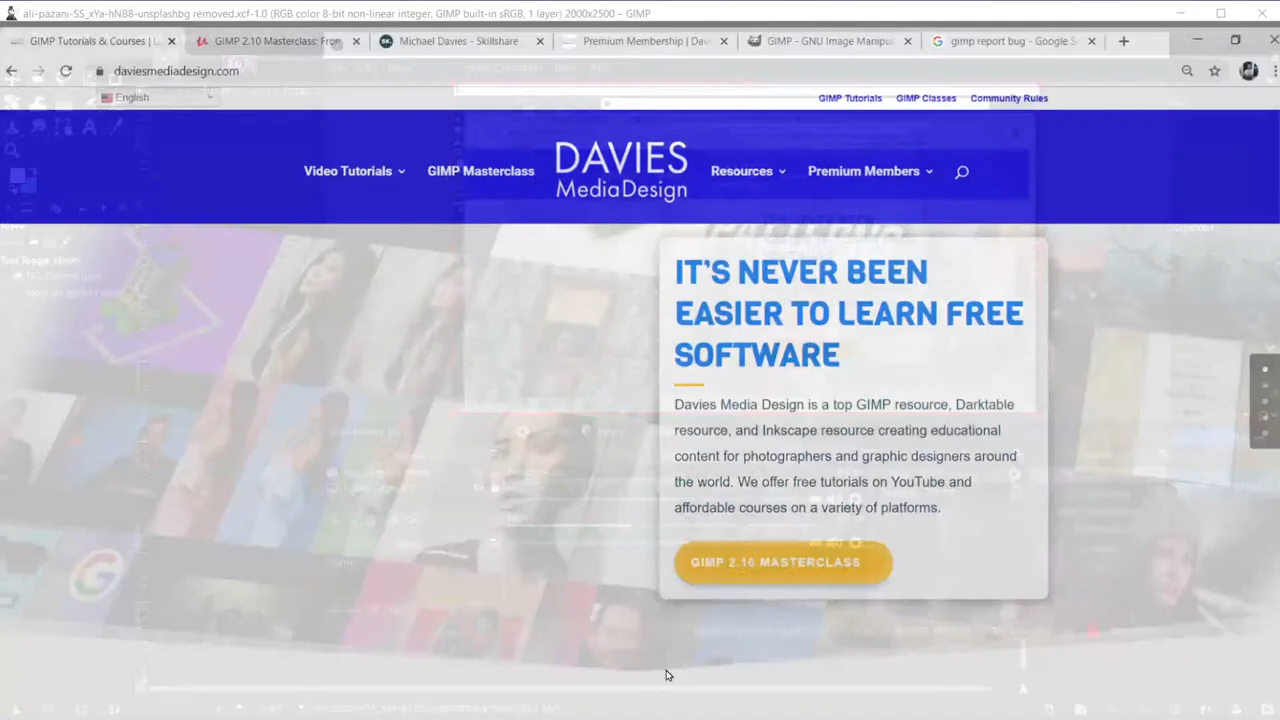 ali-pazani-SS_xYa-hNB8-unsplashbg removed.xcf-1.0 (RGB color 8-bit non-linear integer, GIMP built-in sRGB, 1 layer) 2000x2500 – GIMP
GIMP Tutorials & Courses | L
GIMP 2.10 Masterclass: From
Michael Davies - Skillshare
Premium Membership | Dav
GIMP - GNU Image Manipul
gimp report bug - Google S
daviesmediadesign.com
English
GIMP Tutorials
GIMP Classes
Community Rules
Video Tutorials
GIMP Masterclass
DAVIES
MediaDesign
Resources
Premium Members
IT'S NEVER BEEN
EASIER TO LEARN FREE
SOFTWARE
Davies Media Design is a top GIMP resource, Darktable
resource, and Inkscape resource creating educational
content for photographers and graphic designers around
the world. We offer free tutorials on YouTube and
affordable courses on a variety of platforms.
GIMP 2.10 MASTERCLASS